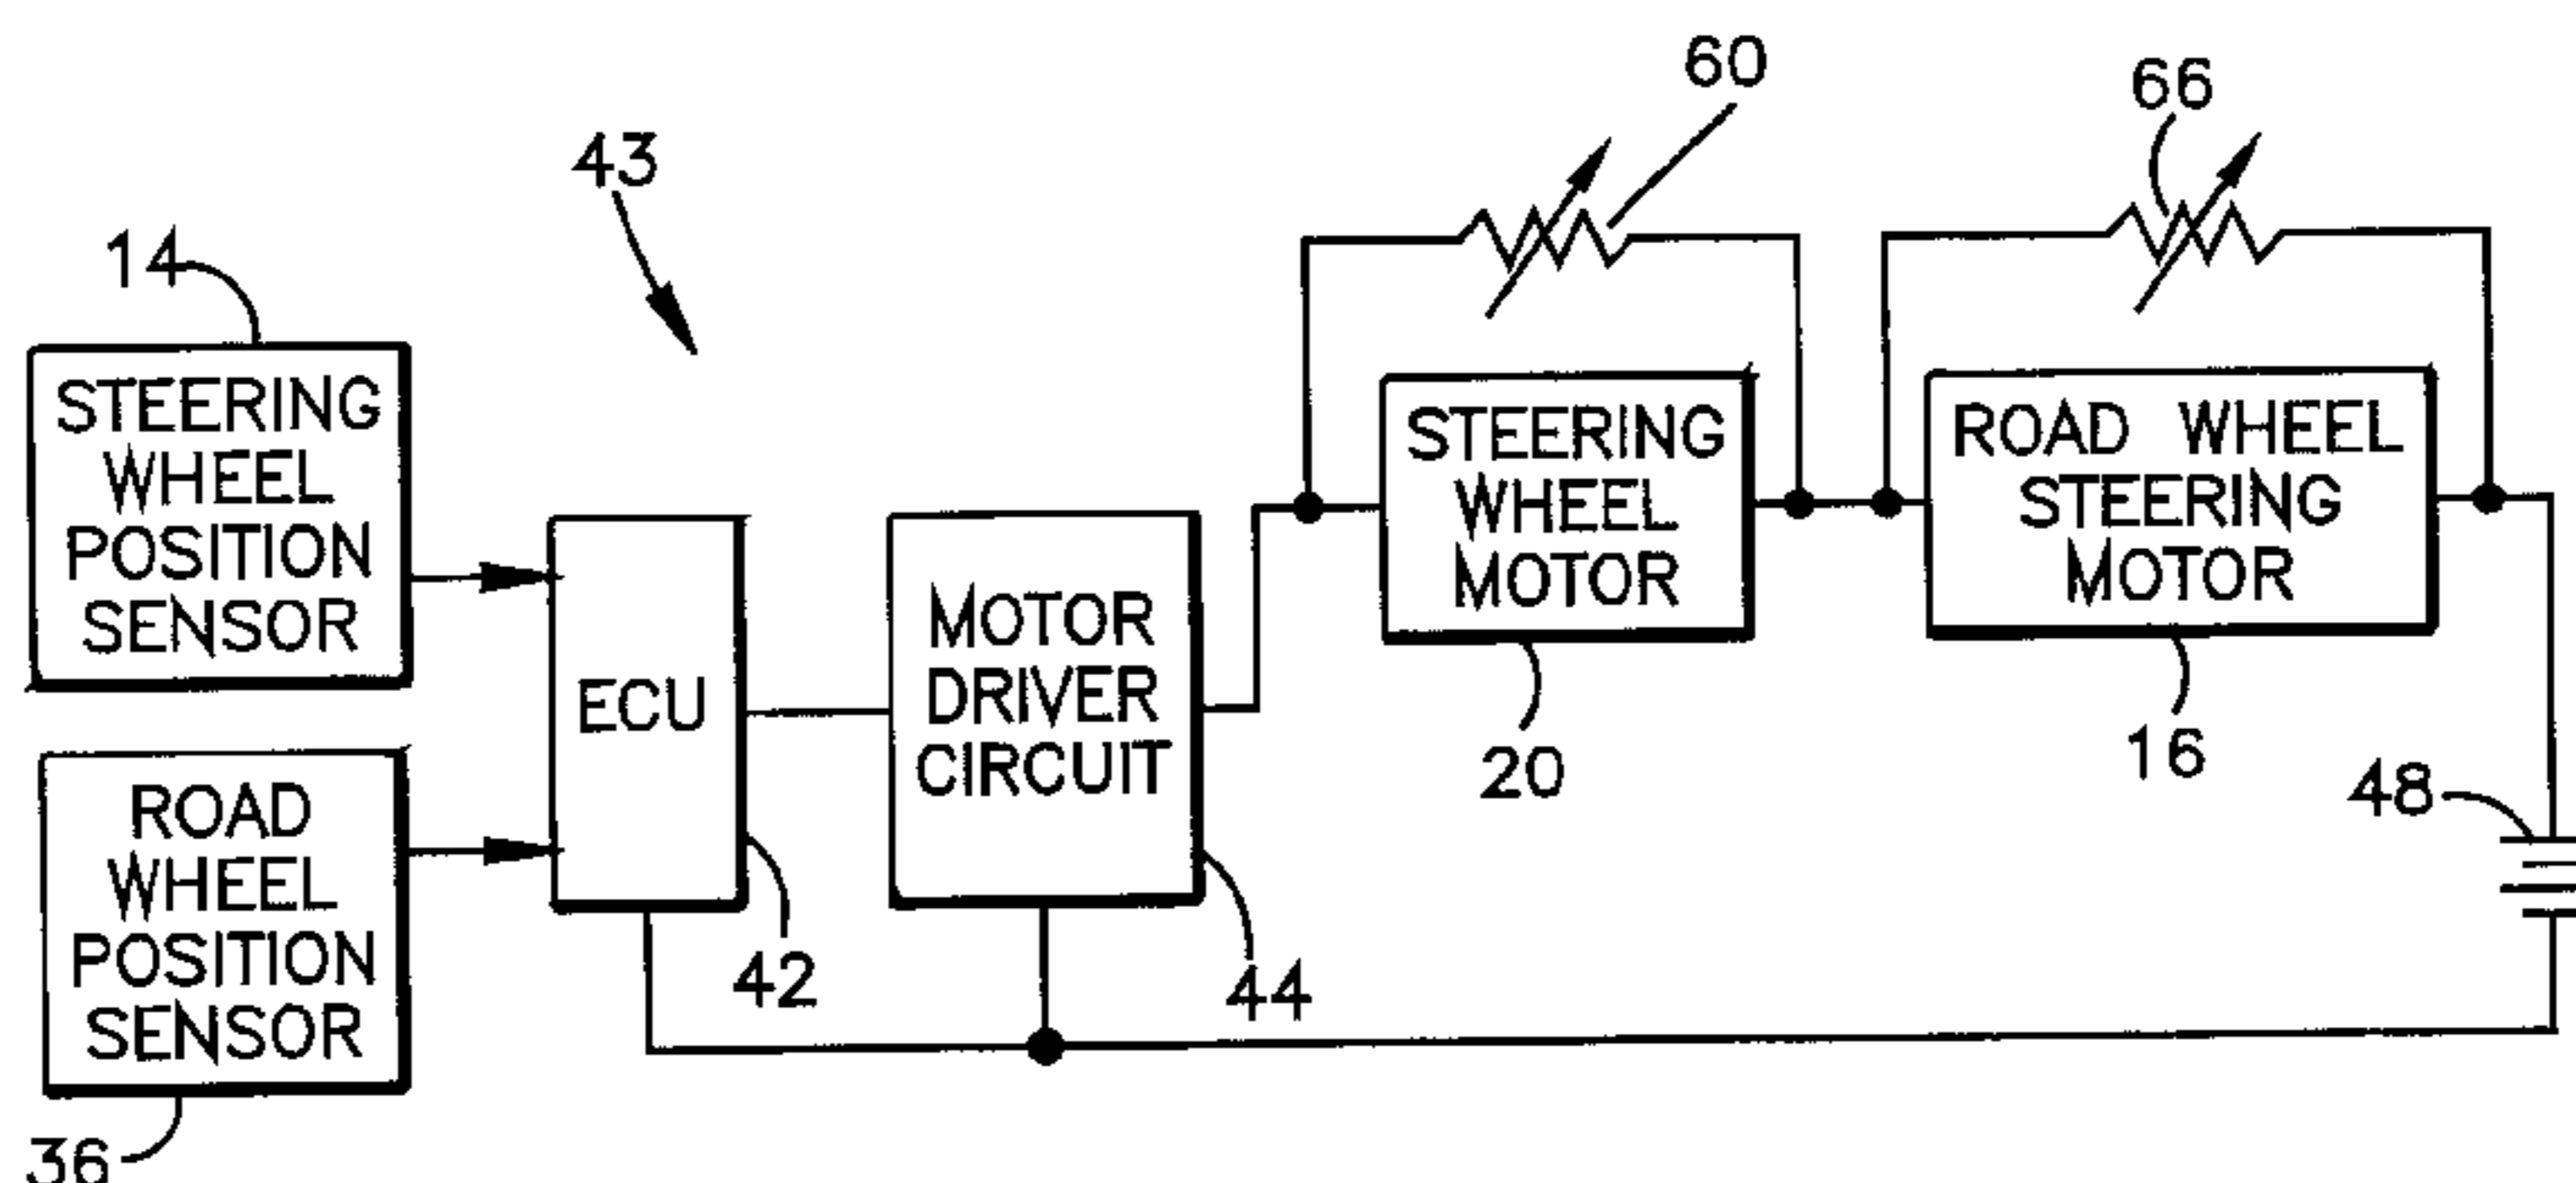 60
66
43
14
STEERING
WHEEL
POSITION
SENSOR
STEERING
WHEEL
MOTOR
ROAD WHEEL
STEERING
MOTOR
ECU
MOTOR
DRIVER
CIRCUIT
20
16
48
ROAD
WHEEL
POSITION
SENSOR
42
44
36